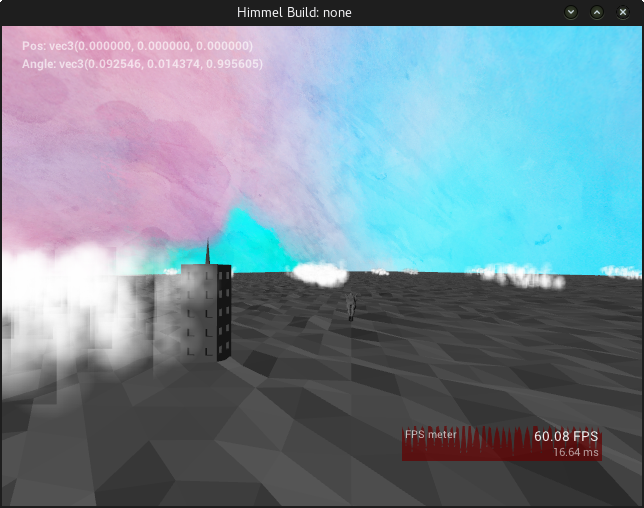 Himmel Build: none
Pos: vec3(0.000000, 0.000000, 0.000000)
Angle: vec3(0.092546, 0.014374, 0.995605)
FPS meter
60.08 FPS
16.64 ms